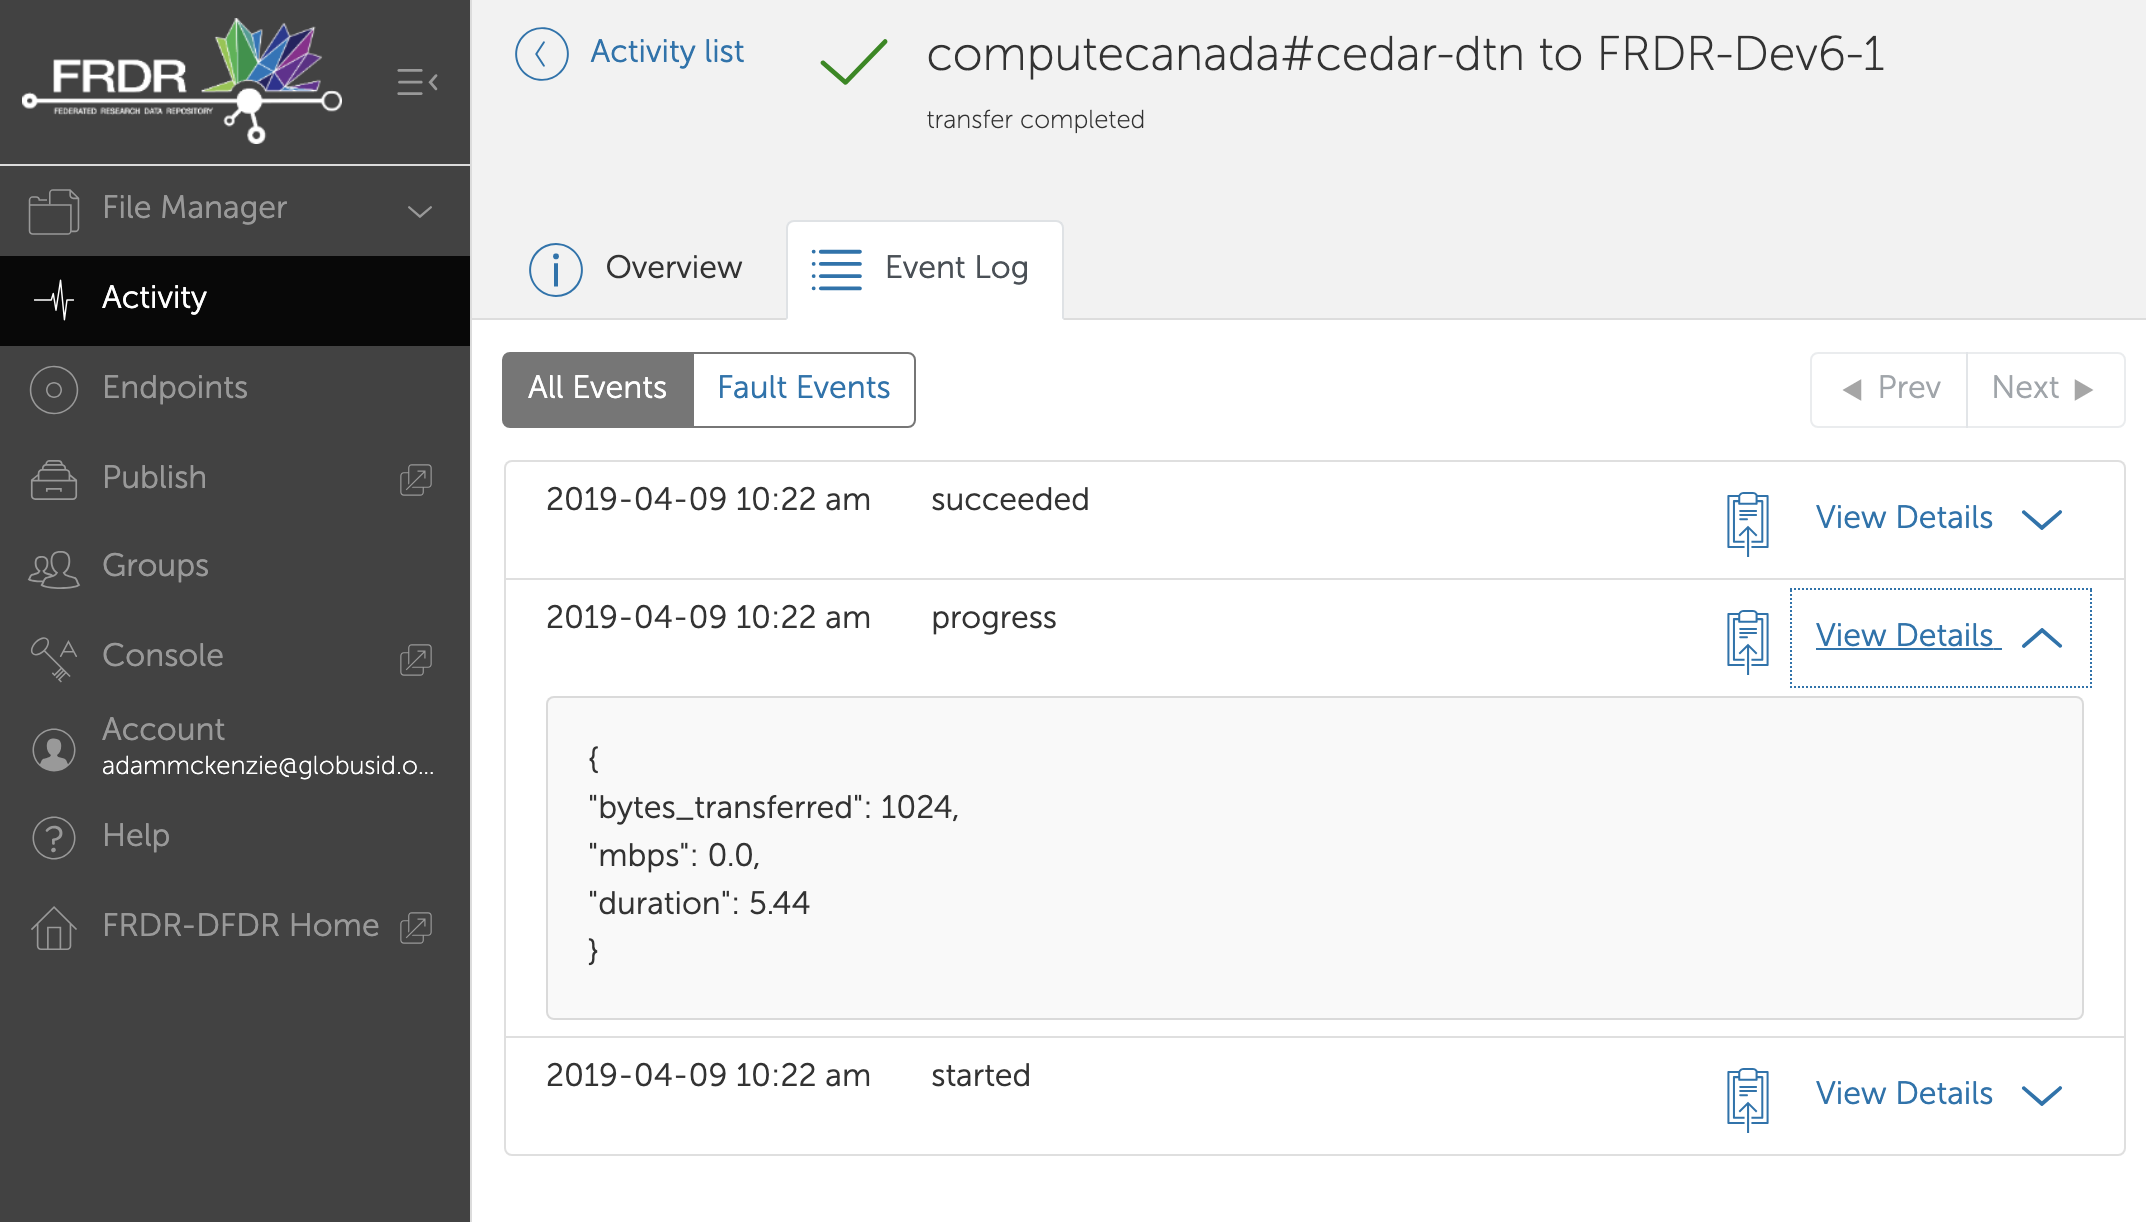 FRDR
FEDERATED RESEARCH DATA REPOSITORY
File Manager
Activity
Endpoints
Publish
Groups
Console
Account
adammckenzie@globusid.o...
Help
FRDR-DFDR Home
Activity list
computecanada#cedar-dtn to FRDR-Dev6-1
transfer completed
Overview
Event Log
All Events
Fault Events
Prev
Next
2019-04-09 10:22 am succeeded View Details
2019-04-09 10:22 am progress View Details
{
"bytes_transferred": 1024,
"mbps": 0.0,
"duration": 5.44
}
2019-04-09 10:22 am started View Details